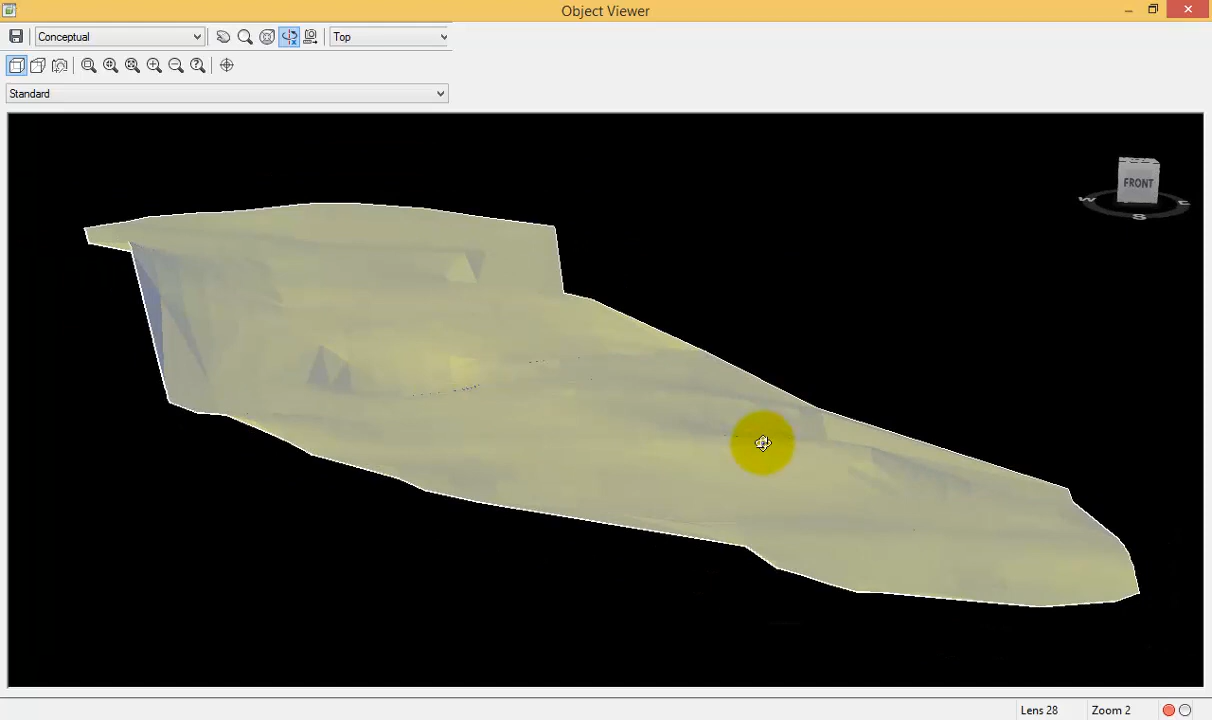 Object Viewer
Conceptual
Top
Standard
FRONT
W
S
Lens 28
Zoom 2